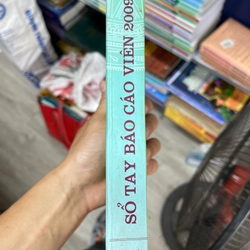 SỔ TAY BÁO CÁO VIÊN 2009